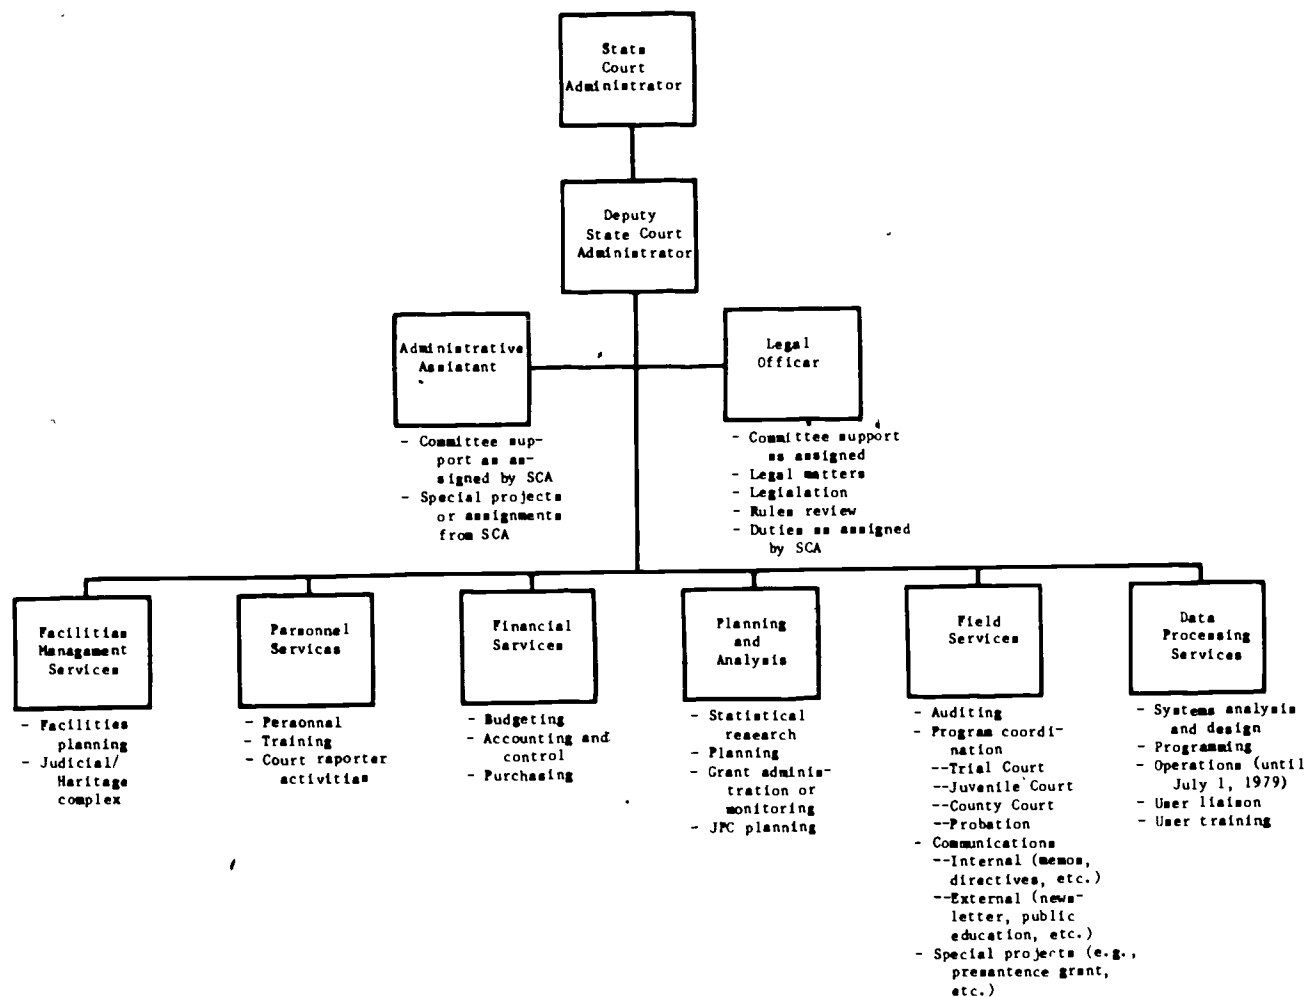 State
Court
Administrator
Deputy
State Court
Administrator
Administrative
Assistant
Legal
Officer
- Committee sup-
port as as-
signed by SCA
- Special projects
or assignments
from SCA
- Committee support
as assigned
- Legal matters
- Legislation
- Rules review
- Duties as assigned
by SCA
Facilities
Management
Services
- Facilities
planning
- Judicial/
Heritage
complex
Personnel
Services
- Personnel
- Training
- Court reporter
activities
Financial
Services
- Budgeting
- Accounting and
control
- Purchasing
Planning
and
Analysis
- Statistical
research
- Planning
- Grant adminis-
tration or
monitoring
- JPC planning
Field
Services
- Auditing
- Program coordi-
nation
--Trial Court
--Juvenile Court
--County Court
--Probation
- Communications
--Internal (memos,
directives, etc.)
--External (news-
letter, public
education, etc.)
- Special projects (e.g.,
presentence grant,
etc.)
Data
Processing
Services
- Systems analysis
and design
- Programming
- Operations (until
July 1, 1979)
- User liaison
- User training